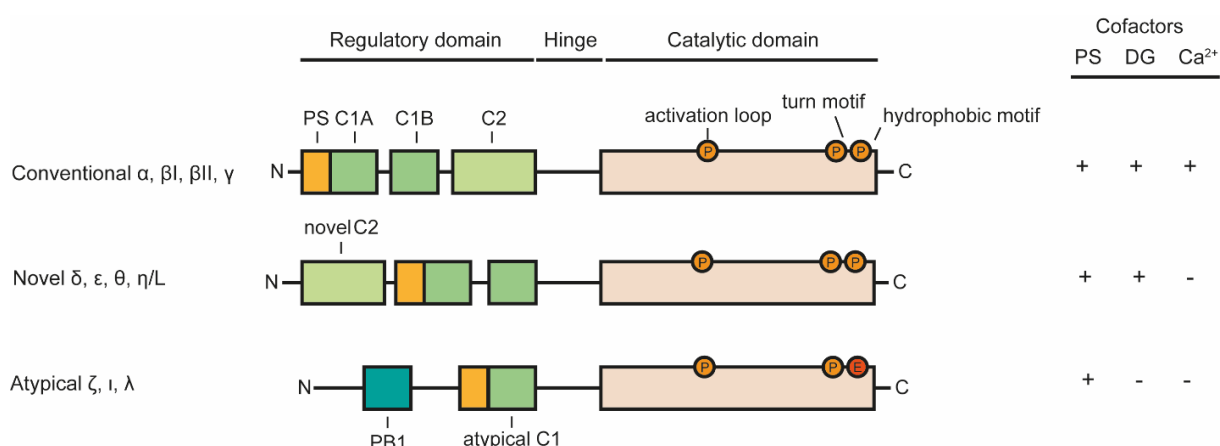 Cofactors
Regulatory domain Hinge Catalytic domain PS DG Ca²⁺
turn motif
PS C1A C1B C2 activation loop hydrophobic motif
P P P
Conventional α, βI, βII, γ N C + + +
novel C2
P P P
Novel δ, ε, θ, η/L N C + + -
P P E
Atypical ζ, ι, λ N C + - -
PB1 atypical C1